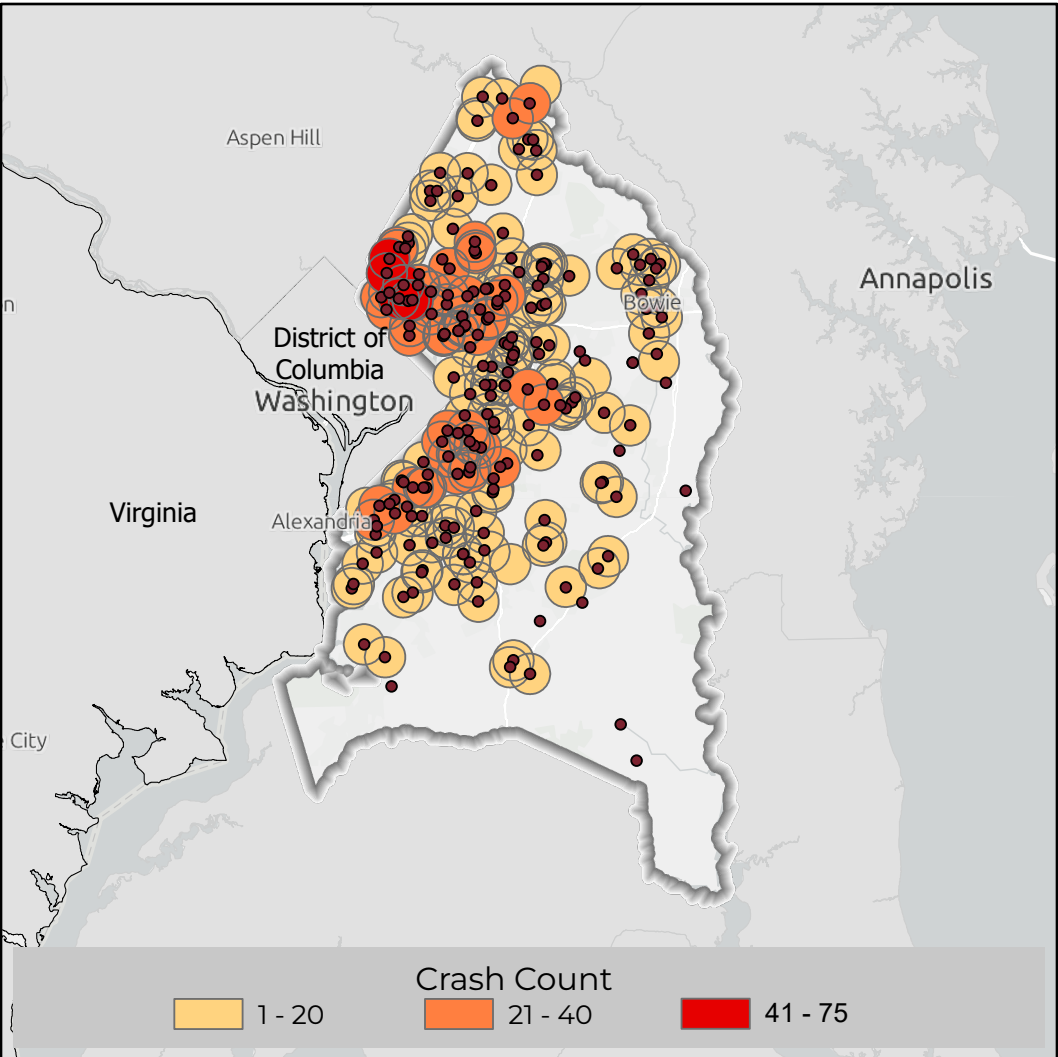 Aspen Hill
Annapolis
n
Bowie
District of
Columbia
Washington
Virginia
Alexandria
City
Crash Count
1 - 20
21 - 40
41 - 75